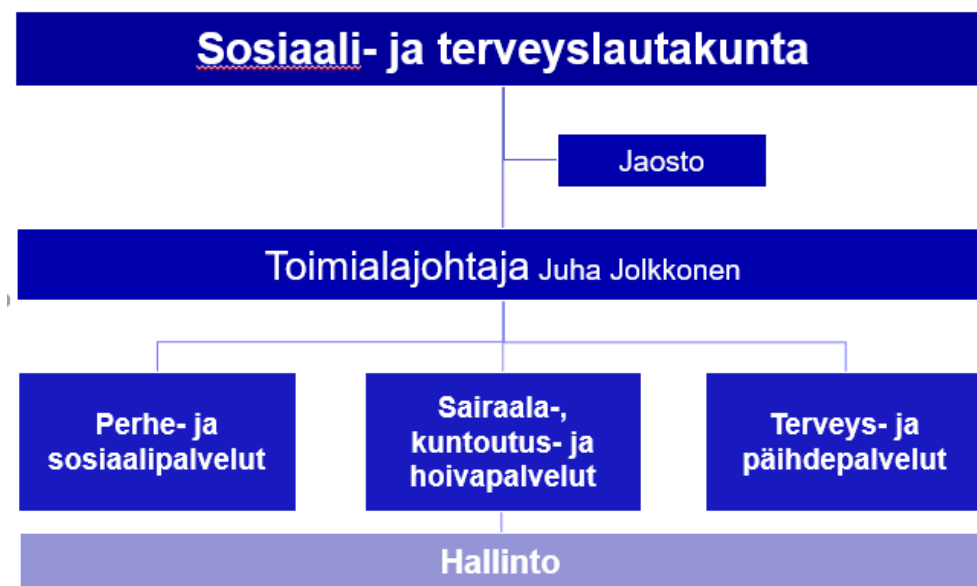 Sosiaali- ja terveyslautakunta
Jaosto
Toimialajohtaja Juha Jolkkonen
Perhe- ja
sosiaalipalvelut
Sairaala-,
kuntoutus- ja
hoivapalvelut
Terveys- ja
päihdepalvelut
Hallinto